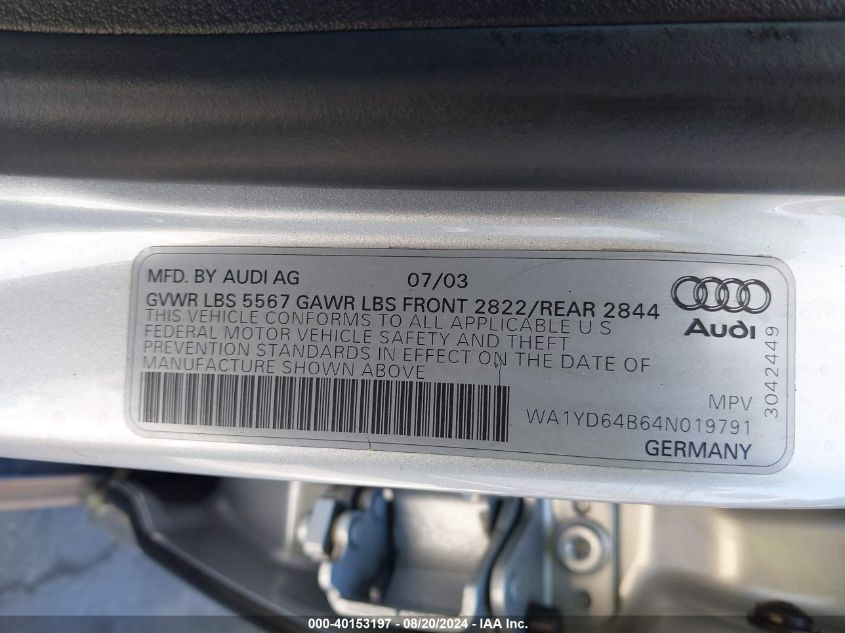 MFD. BY AUDI AG 07/03
GVWR LBS 5567 GAWR LBS FRONT 2822/REAR 2844
THIS VEHICLE CONFORMS TO ALL APPLICABLE U S
FEDERAL MOTOR VEHICLE SAFETY AND THEFT
PREVENTION STANDARDS IN EFFECT ON THE DATE OF
MANUFACTURE SHOWN ABOVE
Audi
MPV
WA1YD64B64N019791
GERMANY
3042449
000-40153197 - 08/20/2024 - IAA Inc.